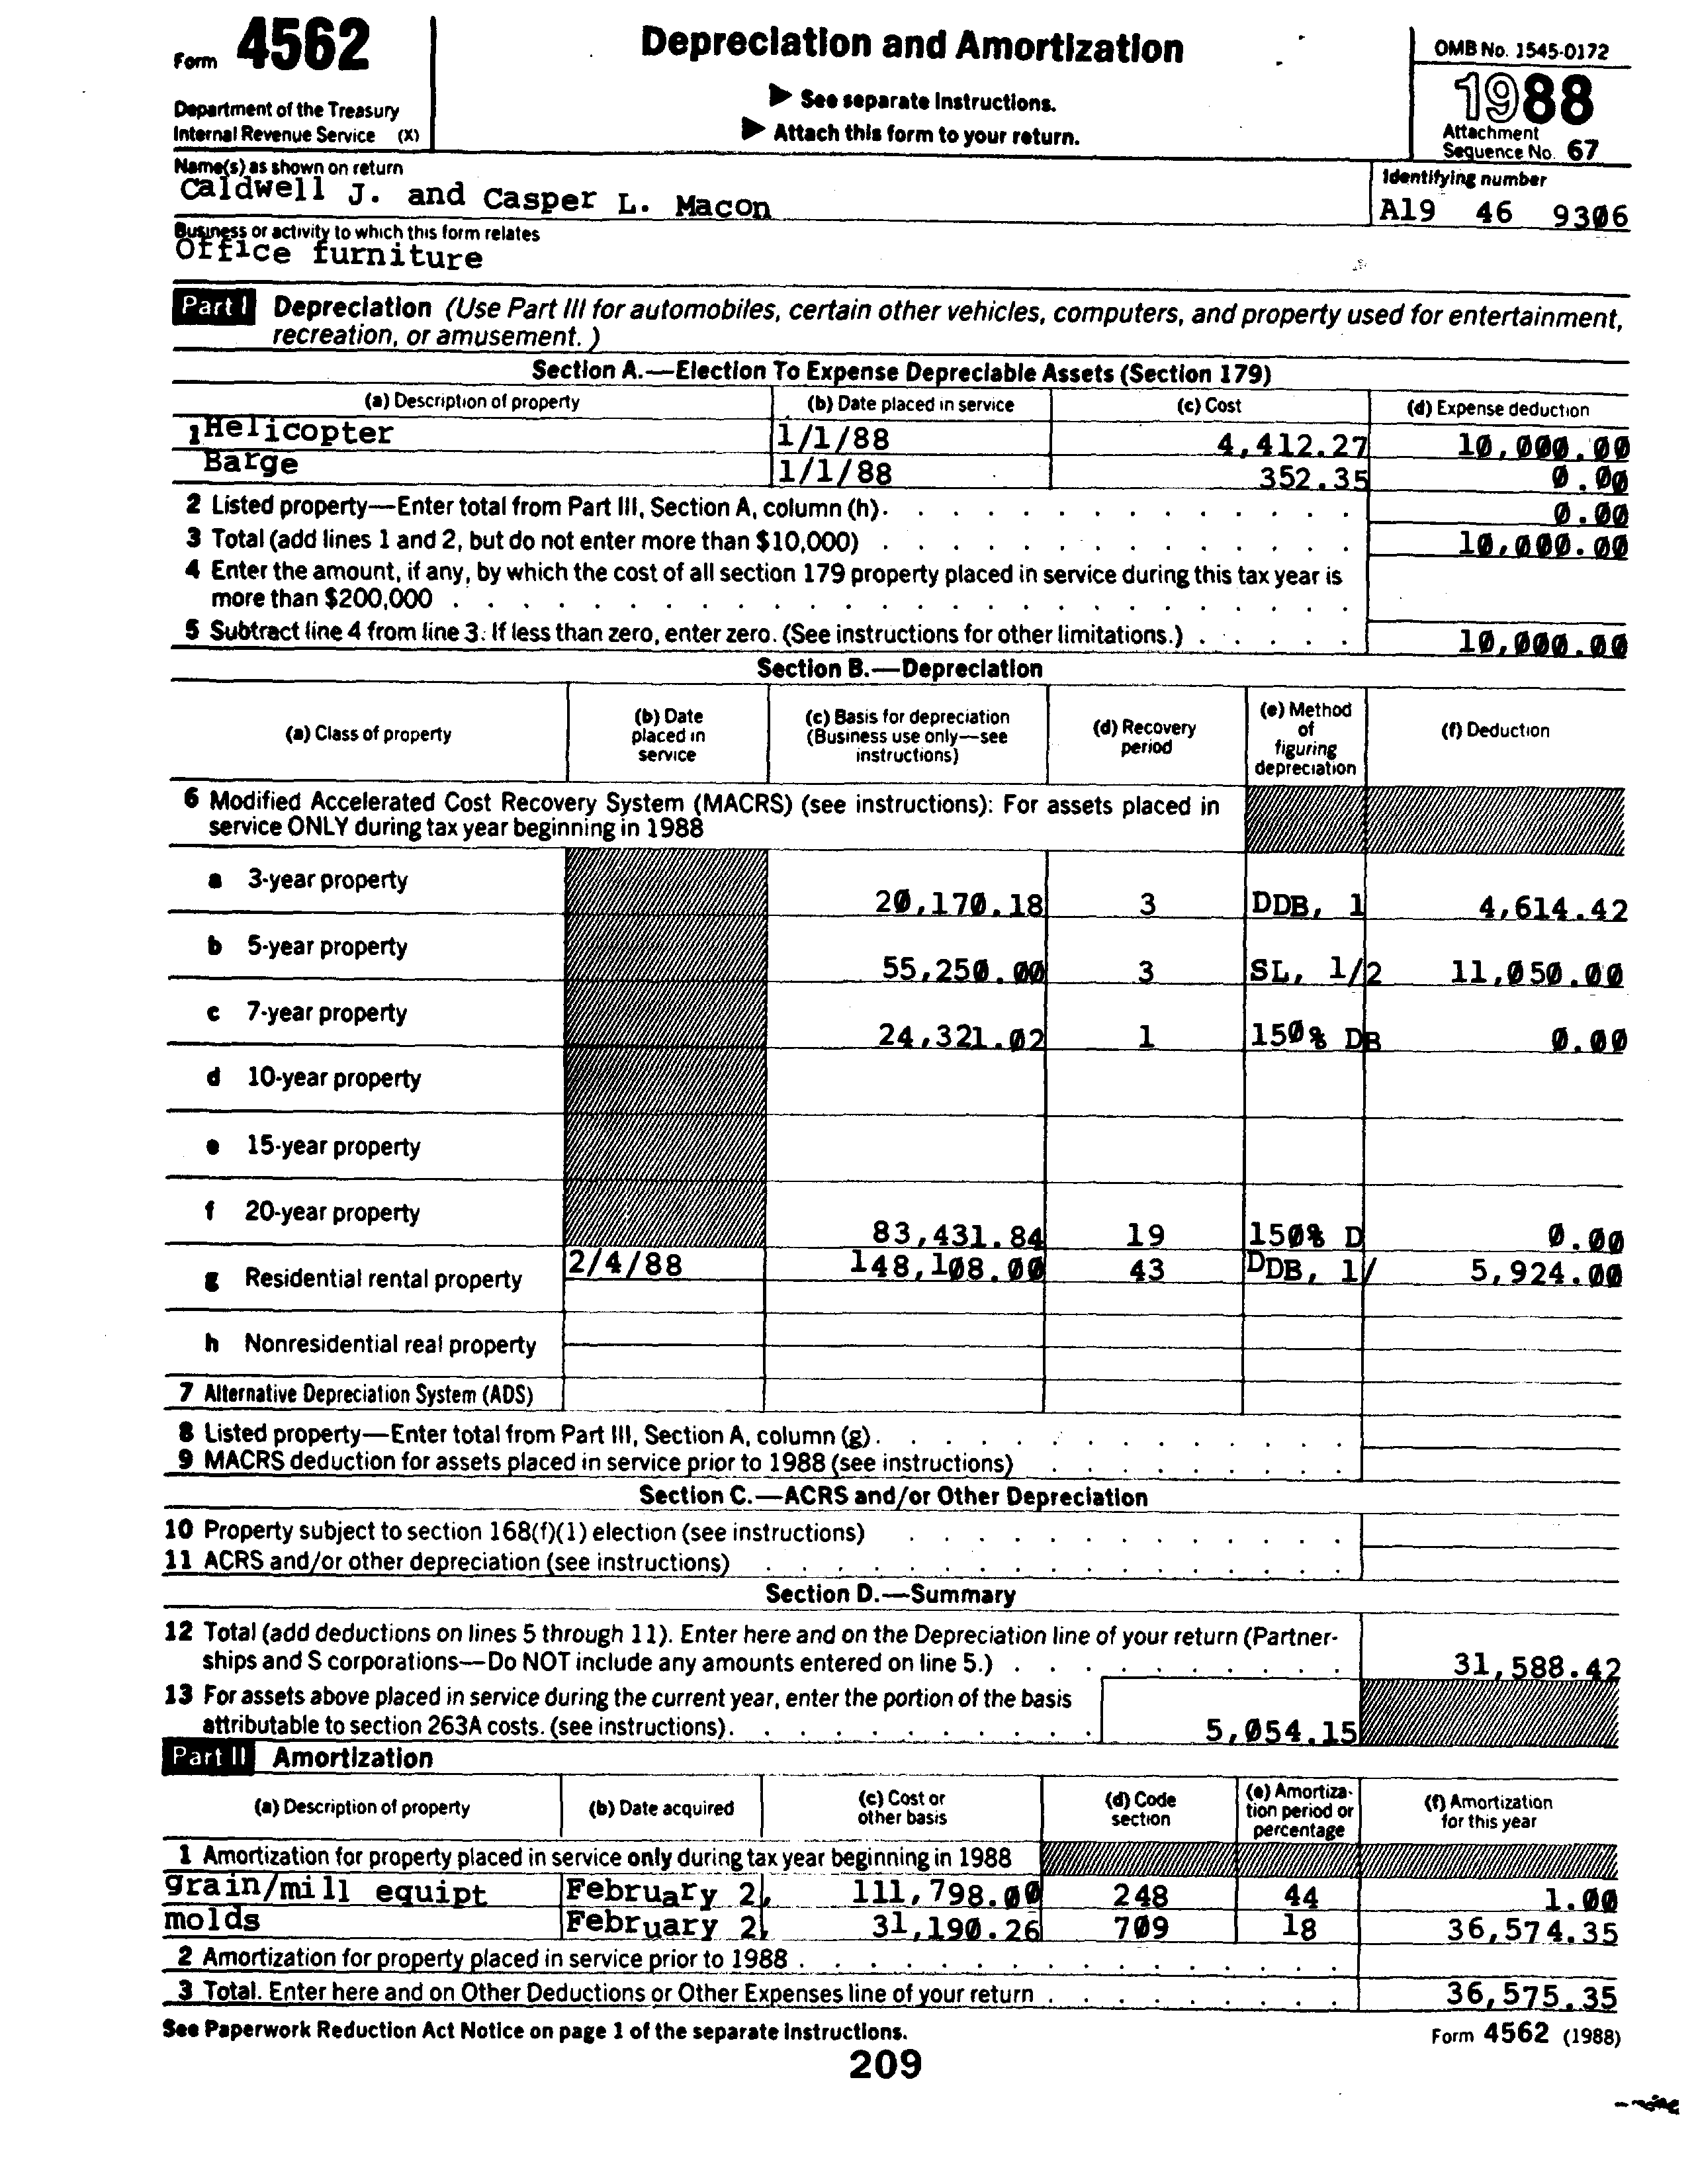 Form 4562
Department of the Treasury
Internal Revenue Service (X)
Depreciation and Amortization
▶ See separate instructions.
▶ Attach this form to your return.
OMB No. 1545-0172
1988
Attachment
Sequence No. 67
Name(s) as shown on return
Caldwell J. and Casper L. Macon
Identifying number
A19 46 9306
Business or activity to which this form relates
Office furniture
Part I Depreciation (Use Part III for automobiles, certain other vehicles, computers, and property used for entertainment,
recreation, or amusement.)
Section A.—Election To Expense Depreciable Assets (Section 179)
(a) Description of property (b) Date placed in service (c) Cost (d) Expense deduction
1 Helicopter 1/1/88 4,412.27 10,000.00
Barge 1/1/88 352.35 0.00
2 Listed property—Enter total from Part III, Section A, column (h). 0.00
3 Total (add lines 1 and 2, but do not enter more than $10,000) 10,000.00
4 Enter the amount, if any, by which the cost of all section 179 property placed in service during this tax year is
more than $200,000
5 Subtract line 4 from line 3. If less than zero, enter zero. (See instructions for other limitations.) 10,000.00
Section B.—Depreciation
(a) Class of property (b) Date placed in service (c) Basis for depreciation (Business use only—see instructions) (d) Recovery period (e) Method of figuring depreciation (f) Deduction
6 Modified Accelerated Cost Recovery System (MACRS) (see instructions): For assets placed in
service ONLY during tax year beginning in 1988
a 3-year property 20,170.18 3 DDB, 1 4,614.42
b 5-year property 55,250.00 3 SL, 1/2 11,050.00
c 7-year property 24,321.02 1 150% DB 0.00
d 10-year property
e 15-year property
f 20-year property 83,431.84 19 150% D 0.00
g Residential rental property 2/4/88 148,108.00 43 DDB, 1/ 5,924.00
h Nonresidential real property
7 Alternative Depreciation System (ADS)
8 Listed property—Enter total from Part III, Section A, column (g).
9 MACRS deduction for assets placed in service prior to 1988 (see instructions)
Section C.—ACRS and/or Other Depreciation
10 Property subject to section 168(f)(1) election (see instructions)
11 ACRS and/or other depreciation (see instructions)
Section D.—Summary
12 Total (add deductions on lines 5 through 11). Enter here and on the Depreciation line of your return (Partner-
ships and S corporations—Do NOT include any amounts entered on line 5.) 31,588.42
13 For assets above placed in service during the current year, enter the portion of the basis
attributable to section 263A costs. (see instructions). 5,054.15
Part II Amortization
(a) Description of property (b) Date acquired (c) Cost or other basis (d) Code section (e) Amortiza- tion period or percentage (f) Amortization for this year
1 Amortization for property placed in service only during tax year beginning in 1988
grain/mill equipt February 2, 111,798.00 248 44 1.00
molds February 2, 31,190.26 709 18 36,574.35
2 Amortization for property placed in service prior to 1988
3 Total. Enter here and on Other Deductions or Other Expenses line of your return 36,575.35
See Paperwork Reduction Act Notice on page 1 of the separate instructions.
Form 4562 (1988)
209